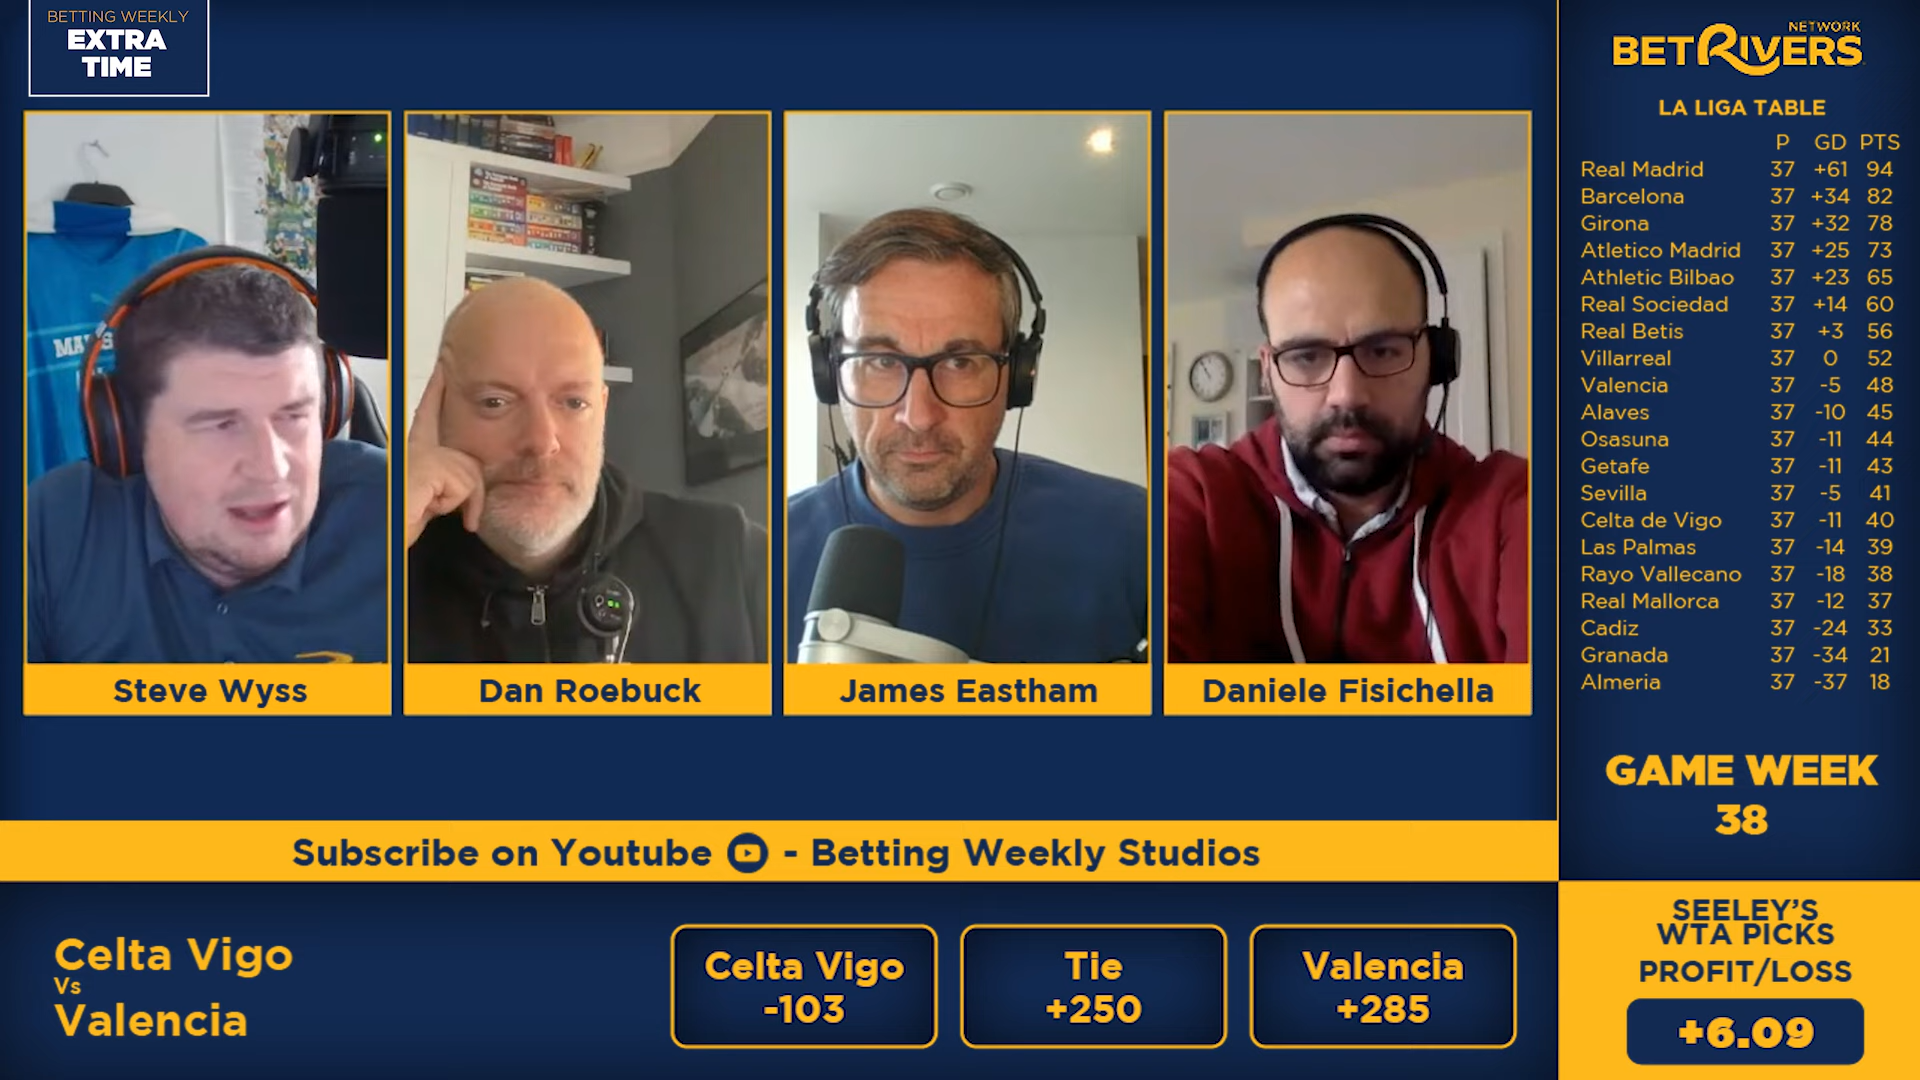 BETTING WEEKLY
EXTRA
TIME
Steve Wyss
Dan Roebuck
James Eastham
Daniele Fisichella
Subscribe on Youtube - Betting Weekly Studios
Celta Vigo
Vs
Valencia
Celta Vigo
-103
Tie
+250
Valencia
+285
NETWORK
BETRIVERS
LA LIGA TABLE
P GD PTS
Real Madrid 37 +61 94
Barcelona 37 +34 82
Girona 37 +32 78
Atletico Madrid 37 +25 73
Athletic Bilbao 37 +23 65
Real Sociedad 37 +14 60
Real Betis 37 +3 56
Villarreal 37 0 52
Valencia 37 -5 48
Alaves 37 -10 45
Osasuna 37 -11 44
Getafe 37 -11 43
Sevilla 37 -5 41
Celta de Vigo 37 -11 40
Las Palmas 37 -14 39
Rayo Vallecano 37 -18 38
Real Mallorca 37 -12 37
Cadiz 37 -24 33
Granada 37 -34 21
Almeria 37 -37 18
GAME WEEK
38
SEELEY'S
WTA PICKS
PROFIT/LOSS
+6.09